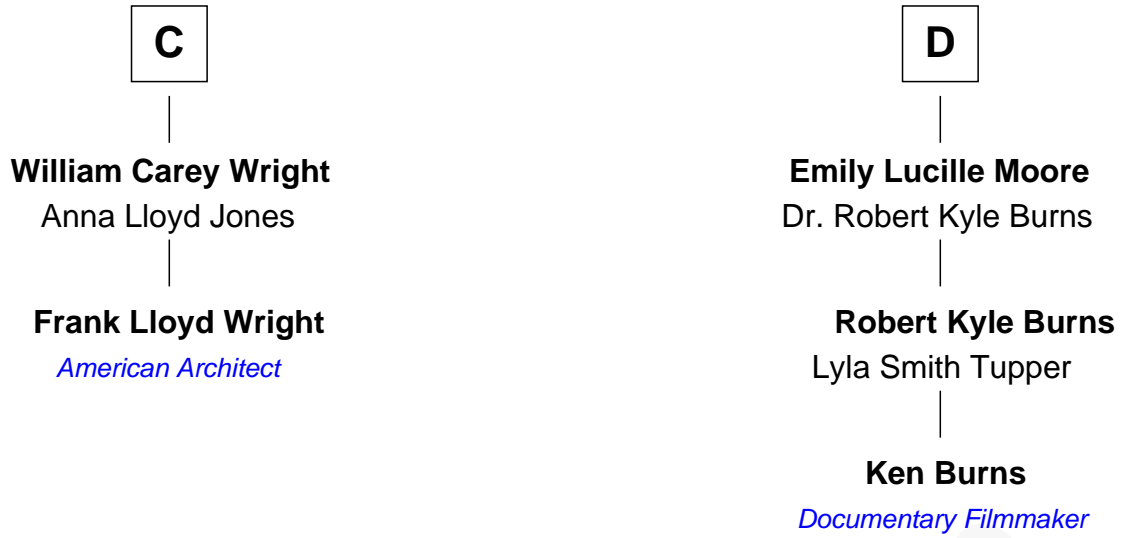 C
William Carey Wright
Anna Lloyd Jones
Frank Lloyd Wright
American Architect
D
Emily Lucille Moore
Dr. Robert Kyle Burns
Robert Kyle Burns
Lyla Smith Tupper
Ken Burns
Documentary Filmmaker